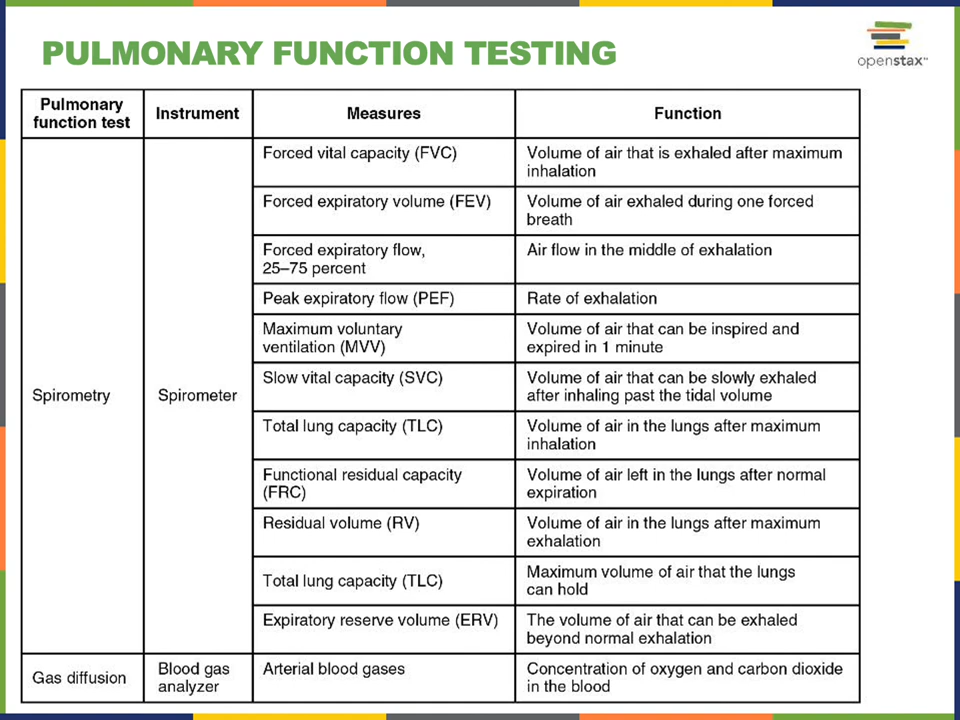 PULMONARY FUNCTION TESTING
openstax™
Pulmonary
function test
Instrument
Measures
Function
Spirometry
Spirometer
Forced vital capacity (FVC)
Volume of air that is exhaled after maximum
inhalation
Forced expiratory volume (FEV)
Volume of air exhaled during one forced
breath
Forced expiratory flow,
25–75 percent
Air flow in the middle of exhalation
Peak expiratory flow (PEF)
Rate of exhalation
Maximum voluntary
ventilation (MVV)
Volume of air that can be inspired and
expired in 1 minute
Slow vital capacity (SVC)
Volume of air that can be slowly exhaled
after inhaling past the tidal volume
Total lung capacity (TLC)
Volume of air in the lungs after maximum
inhalation
Functional residual capacity
(FRC)
Volume of air left in the lungs after normal
expiration
Residual volume (RV)
Volume of air in the lungs after maximum
exhalation
Total lung capacity (TLC)
Maximum volume of air that the lungs
can hold
Expiratory reserve volume (ERV)
The volume of air that can be exhaled
beyond normal exhalation
Gas diffusion
Blood gas
analyzer
Arterial blood gases
Concentration of oxygen and carbon dioxide
in the blood